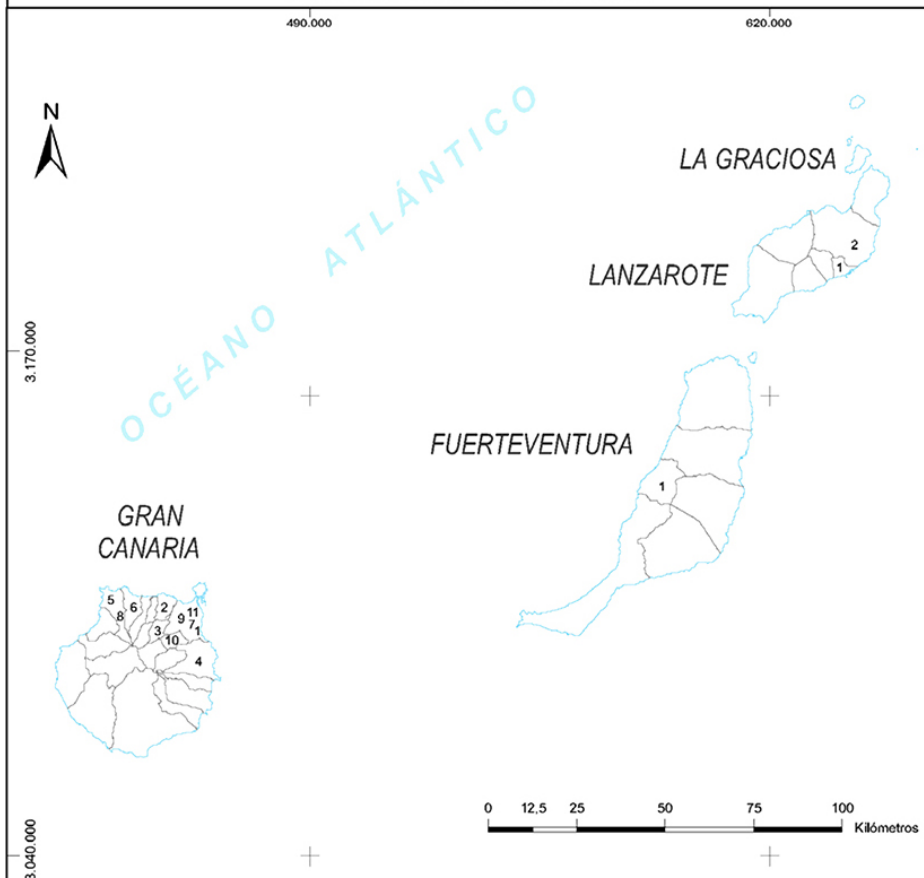 490.000
620.000
N
OCÉANO ATLÁNTICO
LA GRACIOSA
2
1
LANZAROTE
3.170.000
FUERTEVENTURA
1
GRAN
CANARIA
5
6
2
11
8
9
7
3
1
10
4
0 12,5 25 50 75 100
Kilómetros
3.040.000